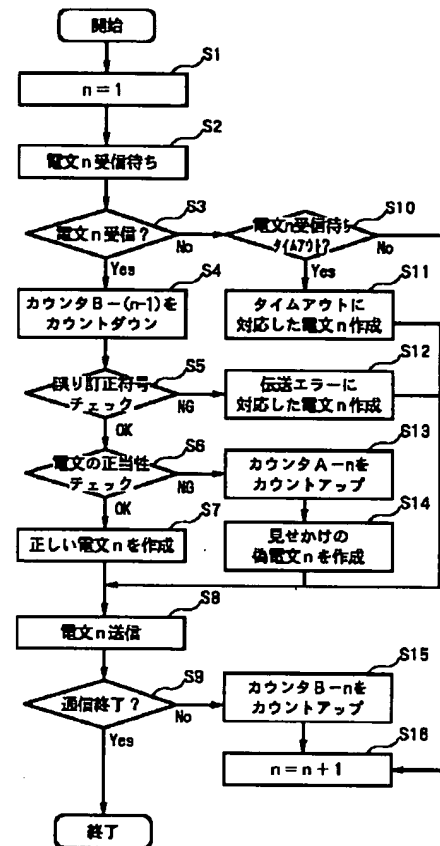 開始
S1
n=1
S2
電文n受信待ち
S3
電文n受信?
No
Yes
S10
電文n受信待ち
タイムアウト?
No
Yes
S4
カウンタB-(n-1)を
カウントダウン
S11
タイムアウトに
対応した電文n作成
S5
誤り訂正符号
チェック
NG
OK
S12
伝送エラーに
対応した電文n作成
S6
電文の正当性
チェック
NG
OK
S13
カウンタA-nを
カウントアップ
S7
正しい電文nを作成
S14
見せかけの
偽電文nを作成
S8
電文n送信
S9
通信終了?
No
Yes
S15
カウンタB-nを
カウントアップ
S16
n=n+1
終了